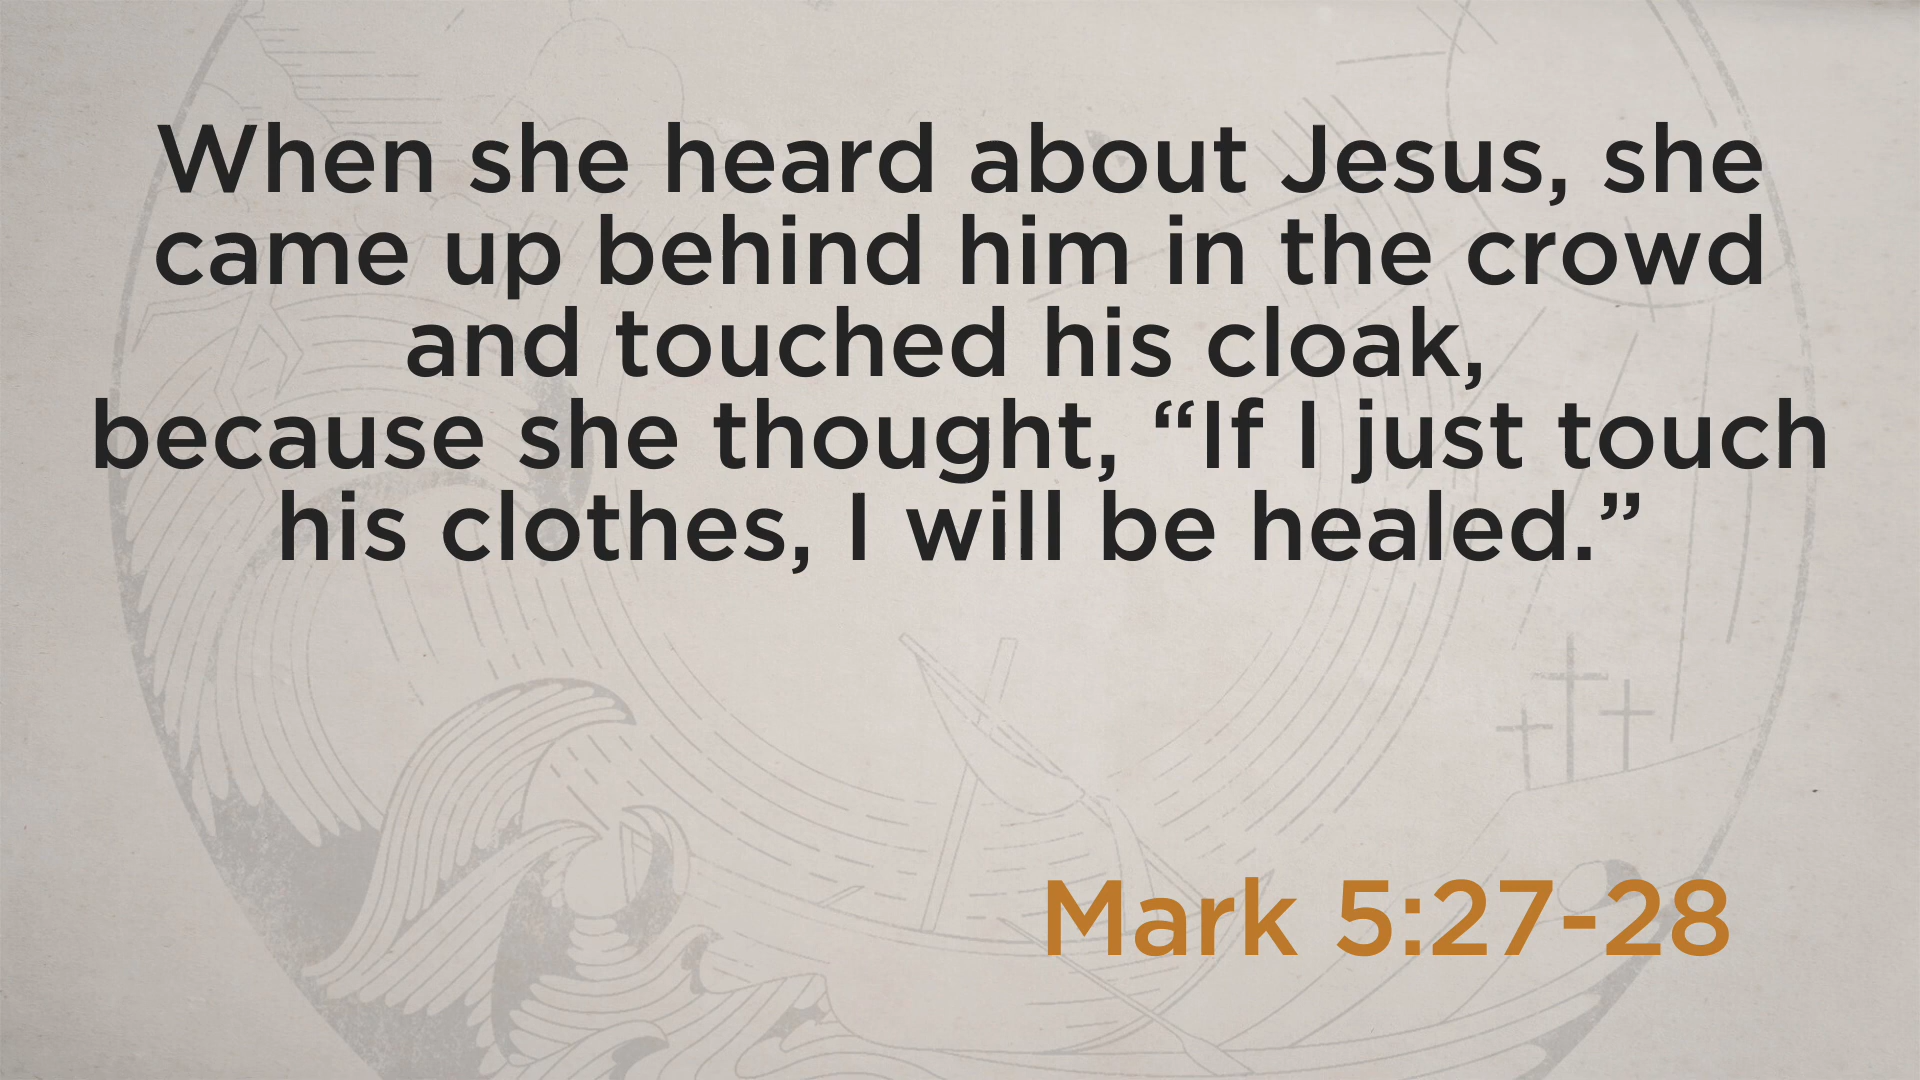 When she heard about Jesus, she
came up behind him in the crowd
and touched his cloak,
because she thought, “If I just touch
his clothes, I will be healed.”
Mark 5:27-28